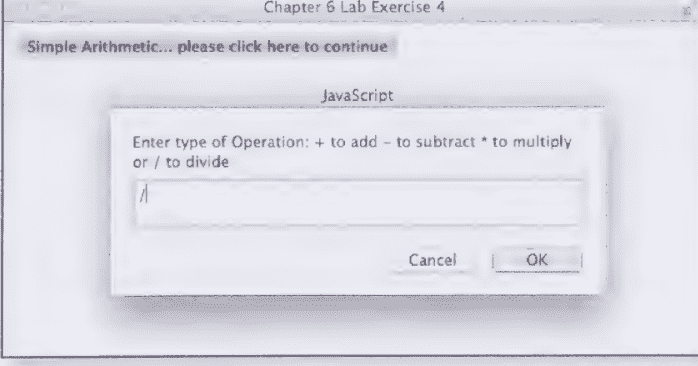 Chapter 6 Lab Exercise 4
Simple Arithmetic... please click here to continue
JavaScript
Enter type of Operation: + to add - to subtract * to multiply
or / to divide
/
Cancel
OK